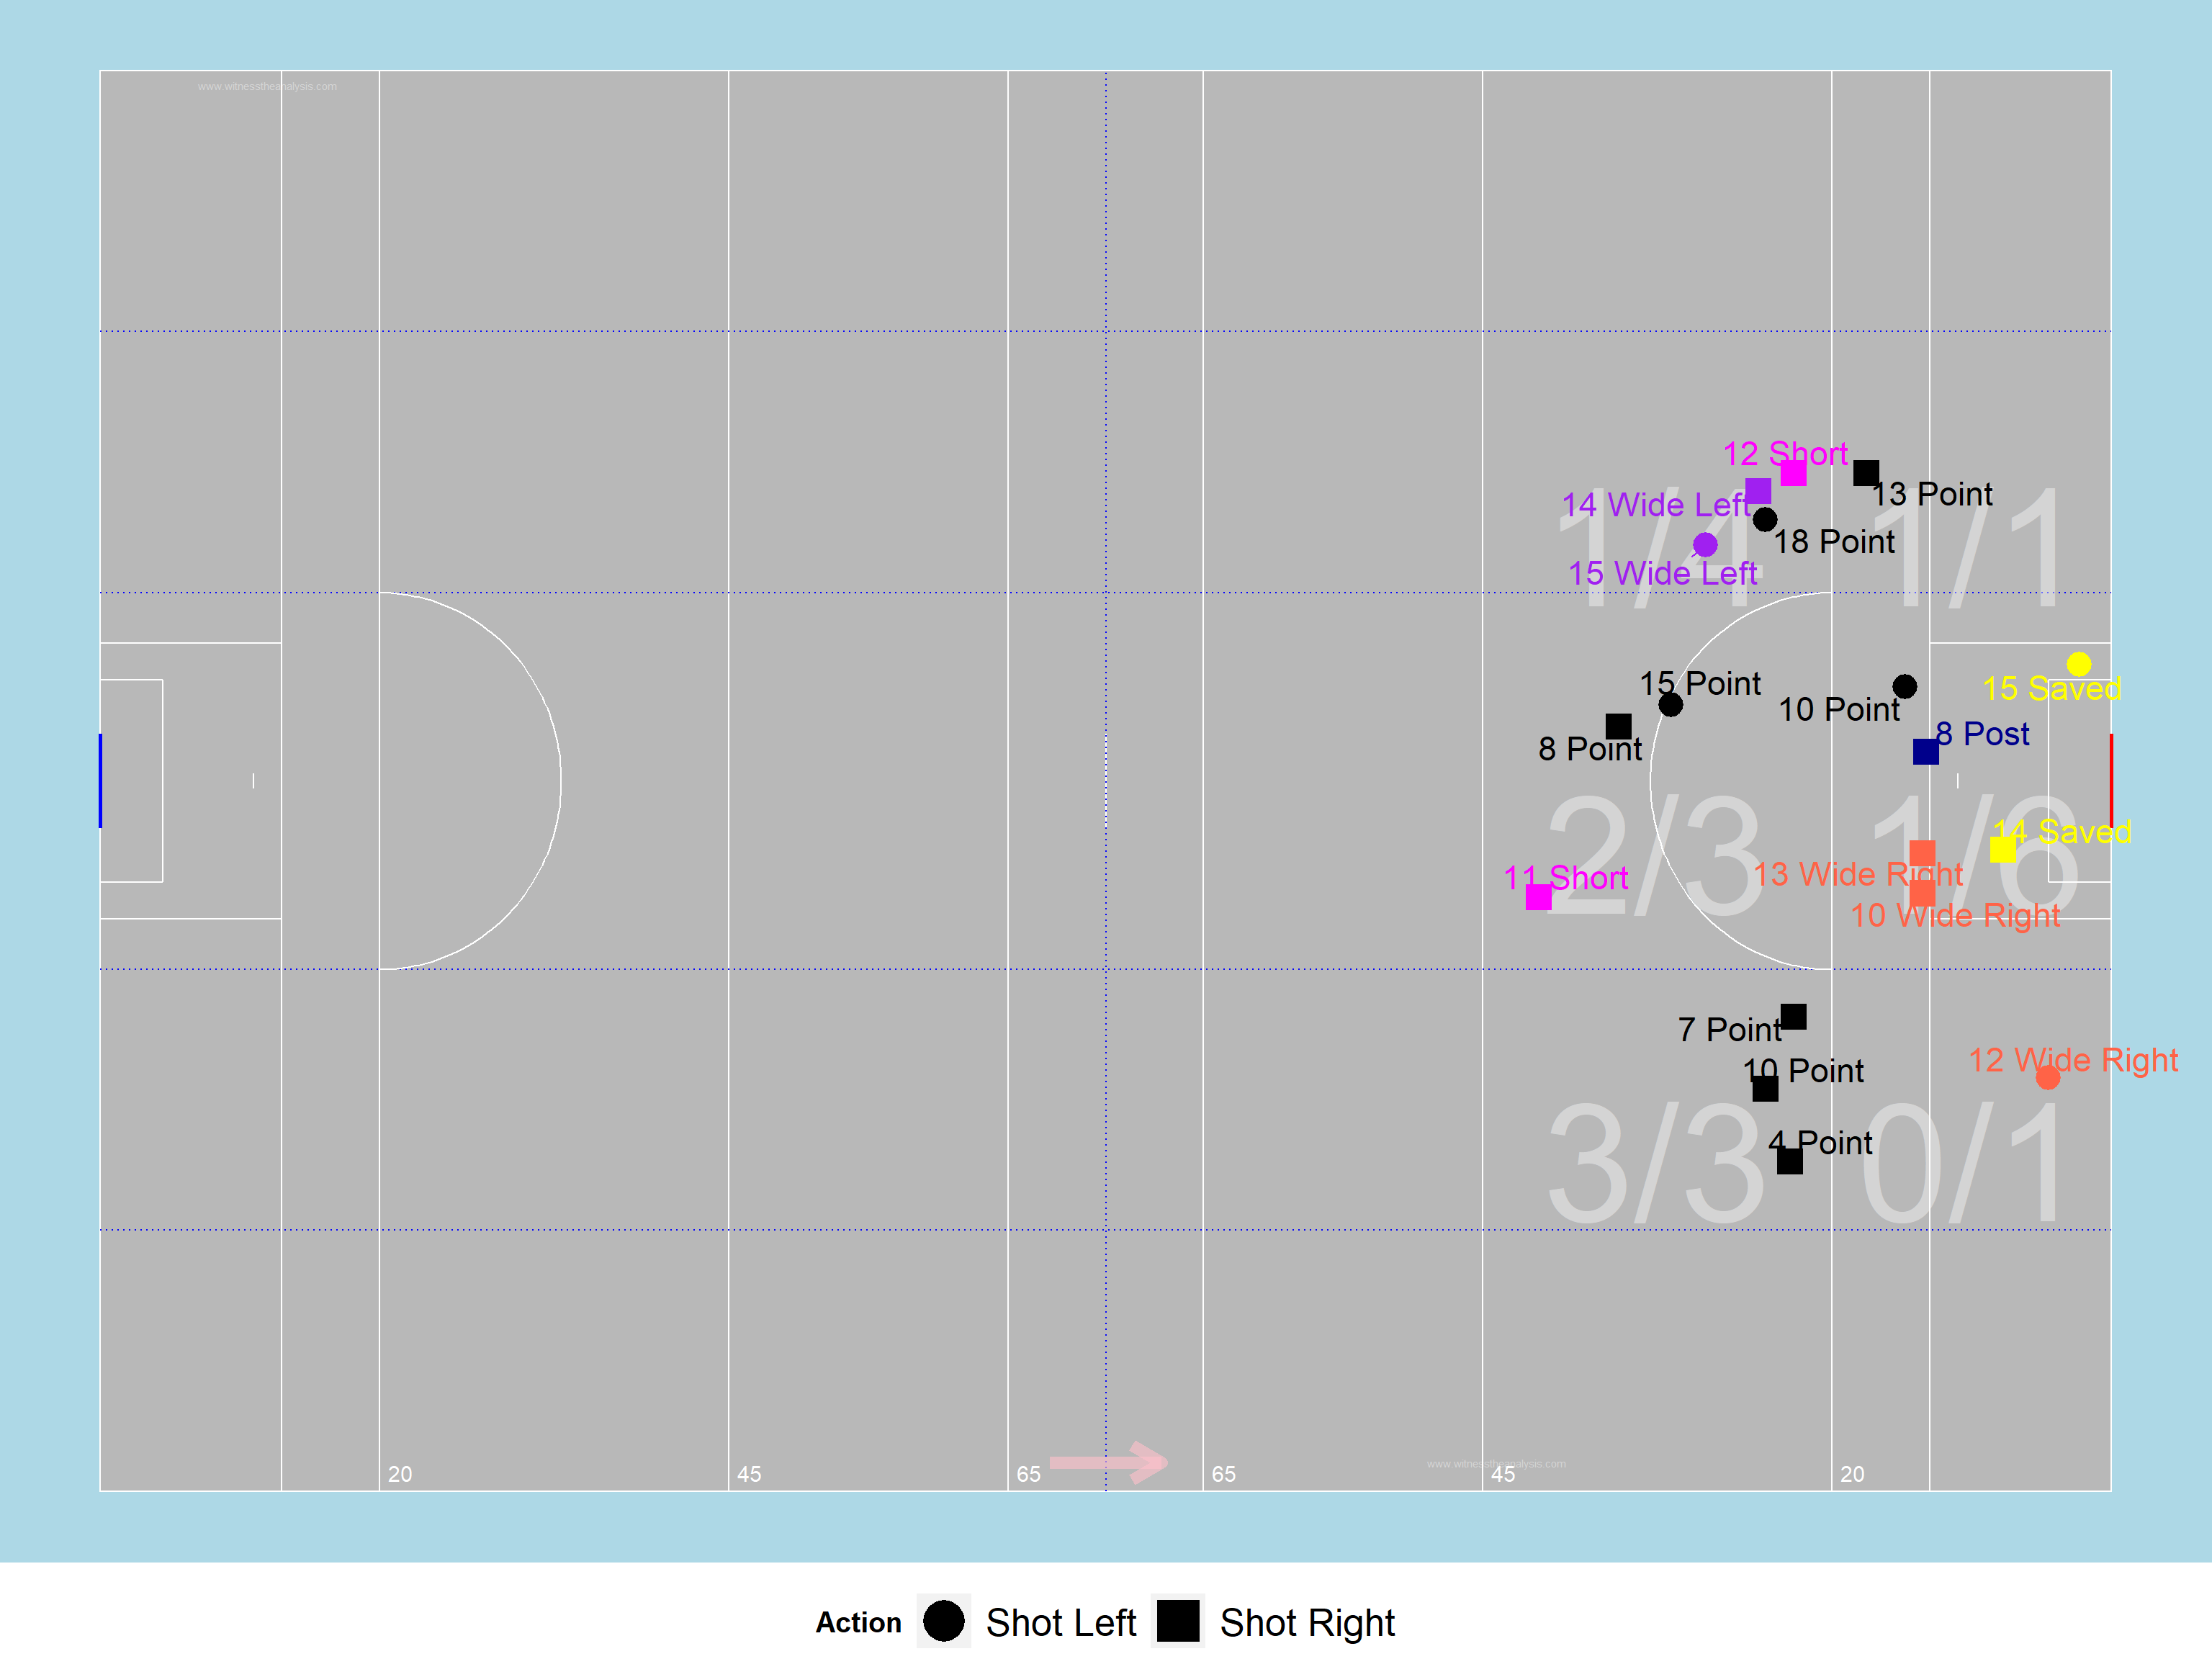 www.witnesstheanalysis.com
12 Short
13 Point
14 Wide Left
18 Point
15 Wide Left
1/4
1/1
15 Point
10 Point
15 Saved
8 Point
8 Post
14 Saved
13 Wide Right
11 Short
10 Wide Right
2/3
1/6
7 Point
10 Point
12 Wide Right
4 Point
3/3
0/1
www.witnesstheanalysis.com
20
45
65
65
45
20
Action
Shot Left
Shot Right